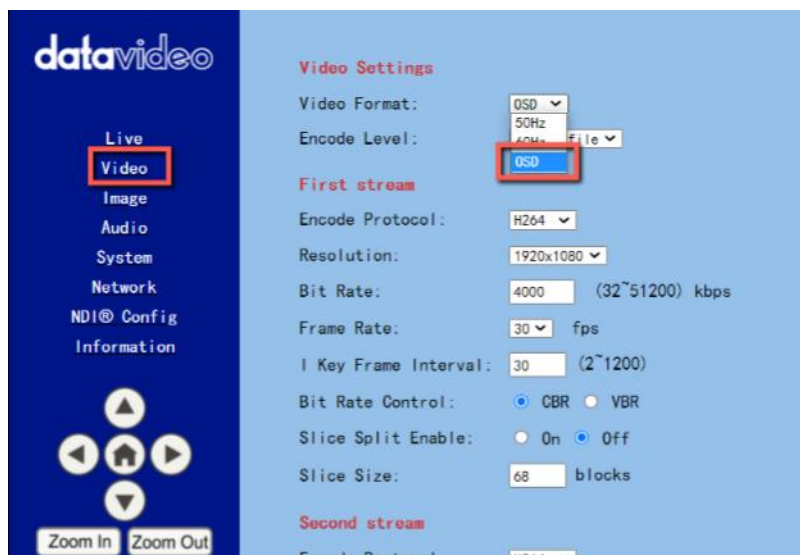 datavideo
Live
Video
Image
Audio
System
Network
NDI® Config
Information
Zoom In
Zoom Out
Video Settings
Video Format: OSD
50Hz
60Hz
OSD
Encode Level: file
First stream
Encode Protocol: H264
Resolution: 1920x1080
Bit Rate: 4000 (32~51200) kbps
Frame Rate: 30 fps
I Key Frame Interval: 30 (2~1200)
Bit Rate Control: CBR VBR
Slice Split Enable: On Off
Slice Size: 68 blocks
Second stream